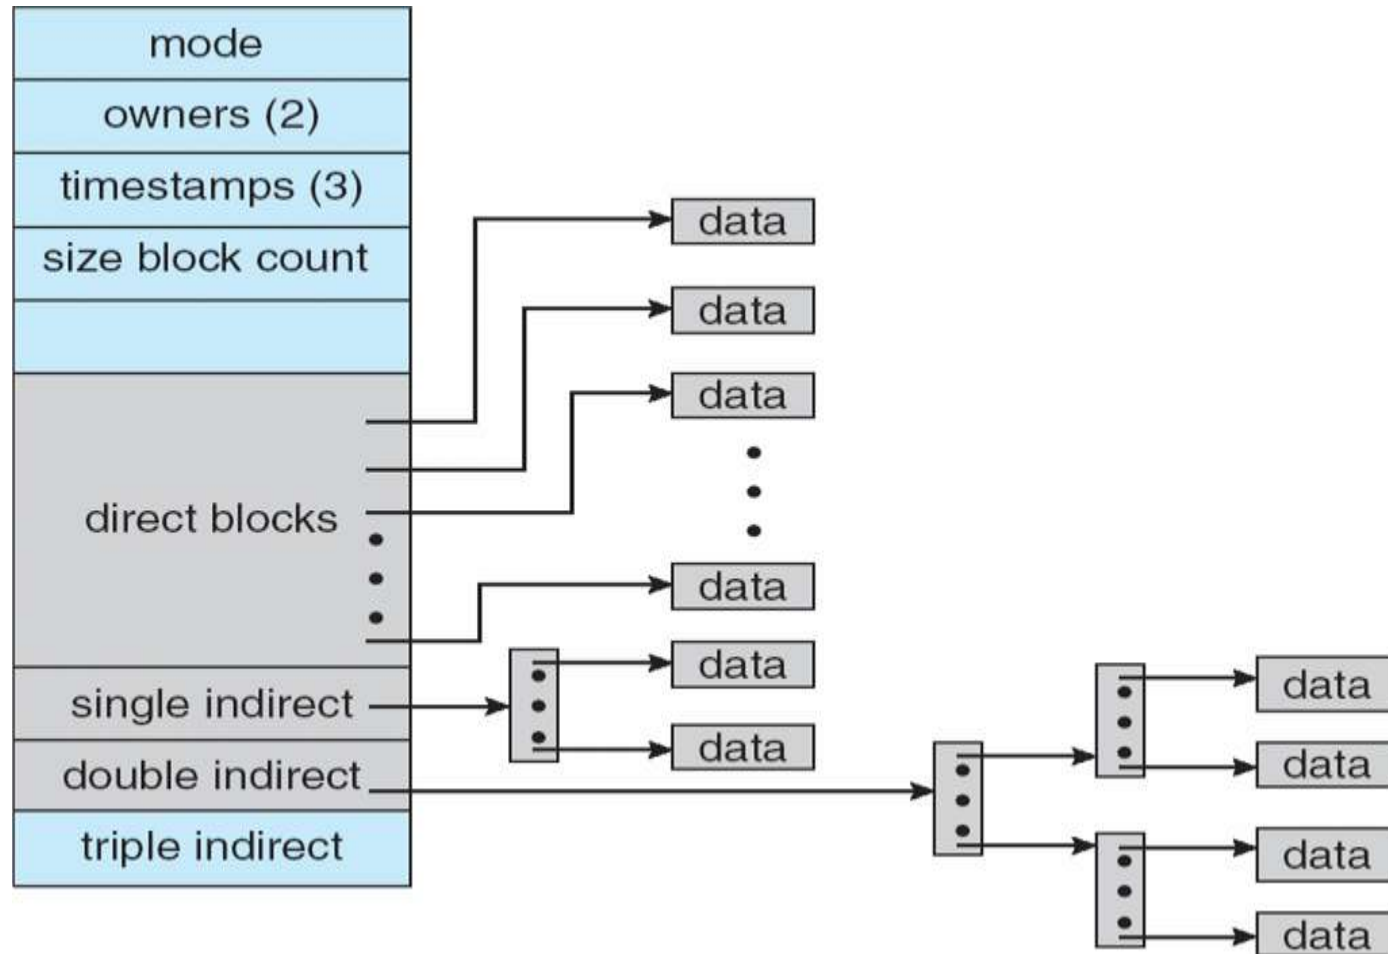 mode
owners (2)
timestamps (3)
size block count
direct blocks
single indirect
double indirect
triple indirect
data
data
data
data
data
data
data
data
data
data